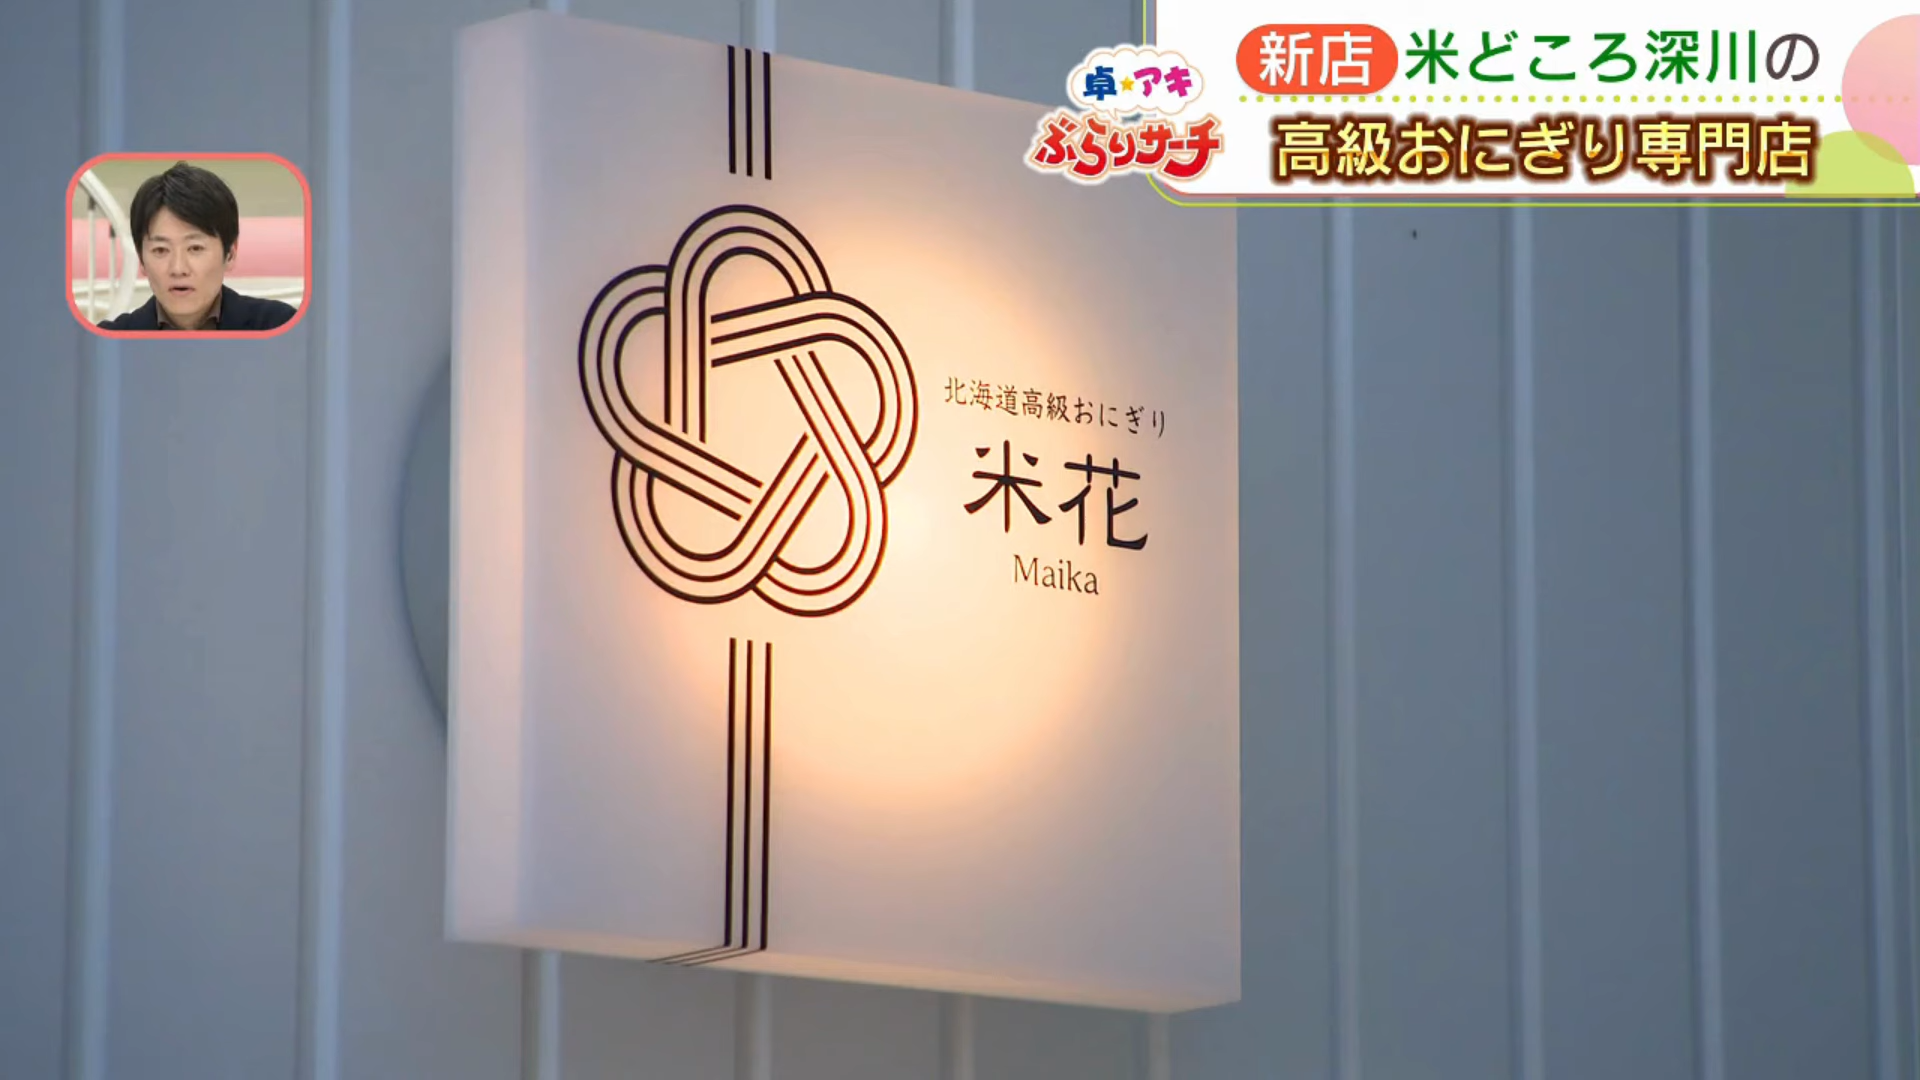 新店 米どころ深川の
高級おにぎり専門店
卓★アキ
ぶらりサーチ
北海道高級おにぎり
米花
Maika